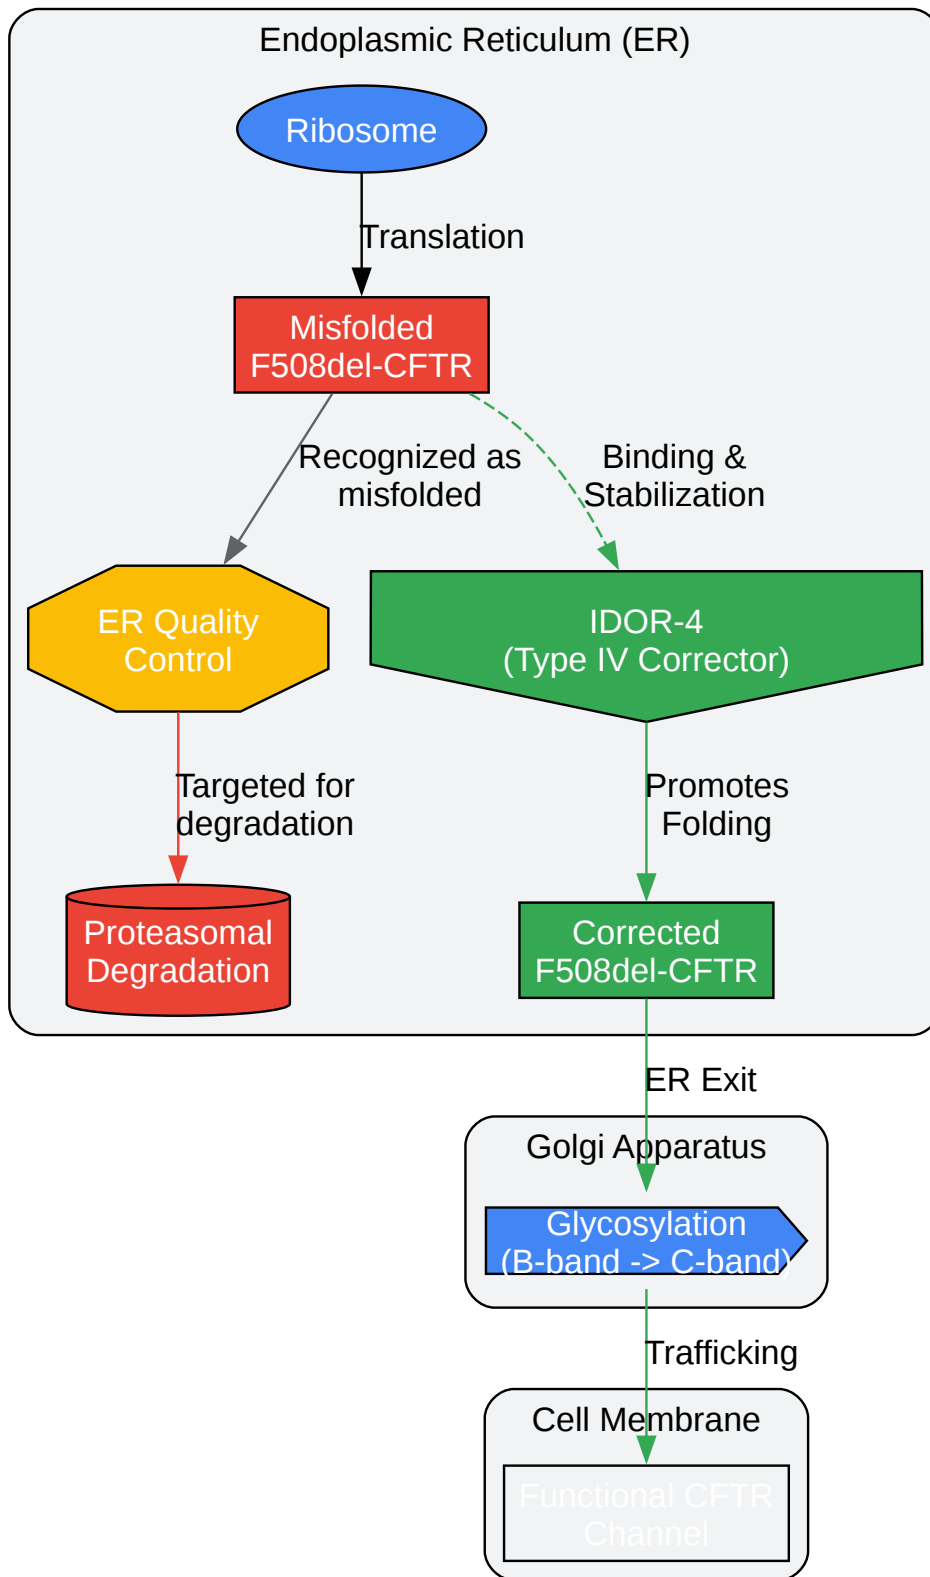 Endoplasmic Reticulum (ER)
Ribosome
Translation
Misfolded
F508del-CFTR
Recognized as
misfolded
Binding &
Stabilization
ER Quality
Control
IDOR-4
(Type IV Corrector)
Targeted for
degradation
Promotes
Folding
Proteasomal
Degradation
Corrected
F508del-CFTR
ER Exit
Golgi Apparatus
Glycosylation
(B-band -> C-band)
Trafficking
Cell Membrane
Functional CFTR
Channel